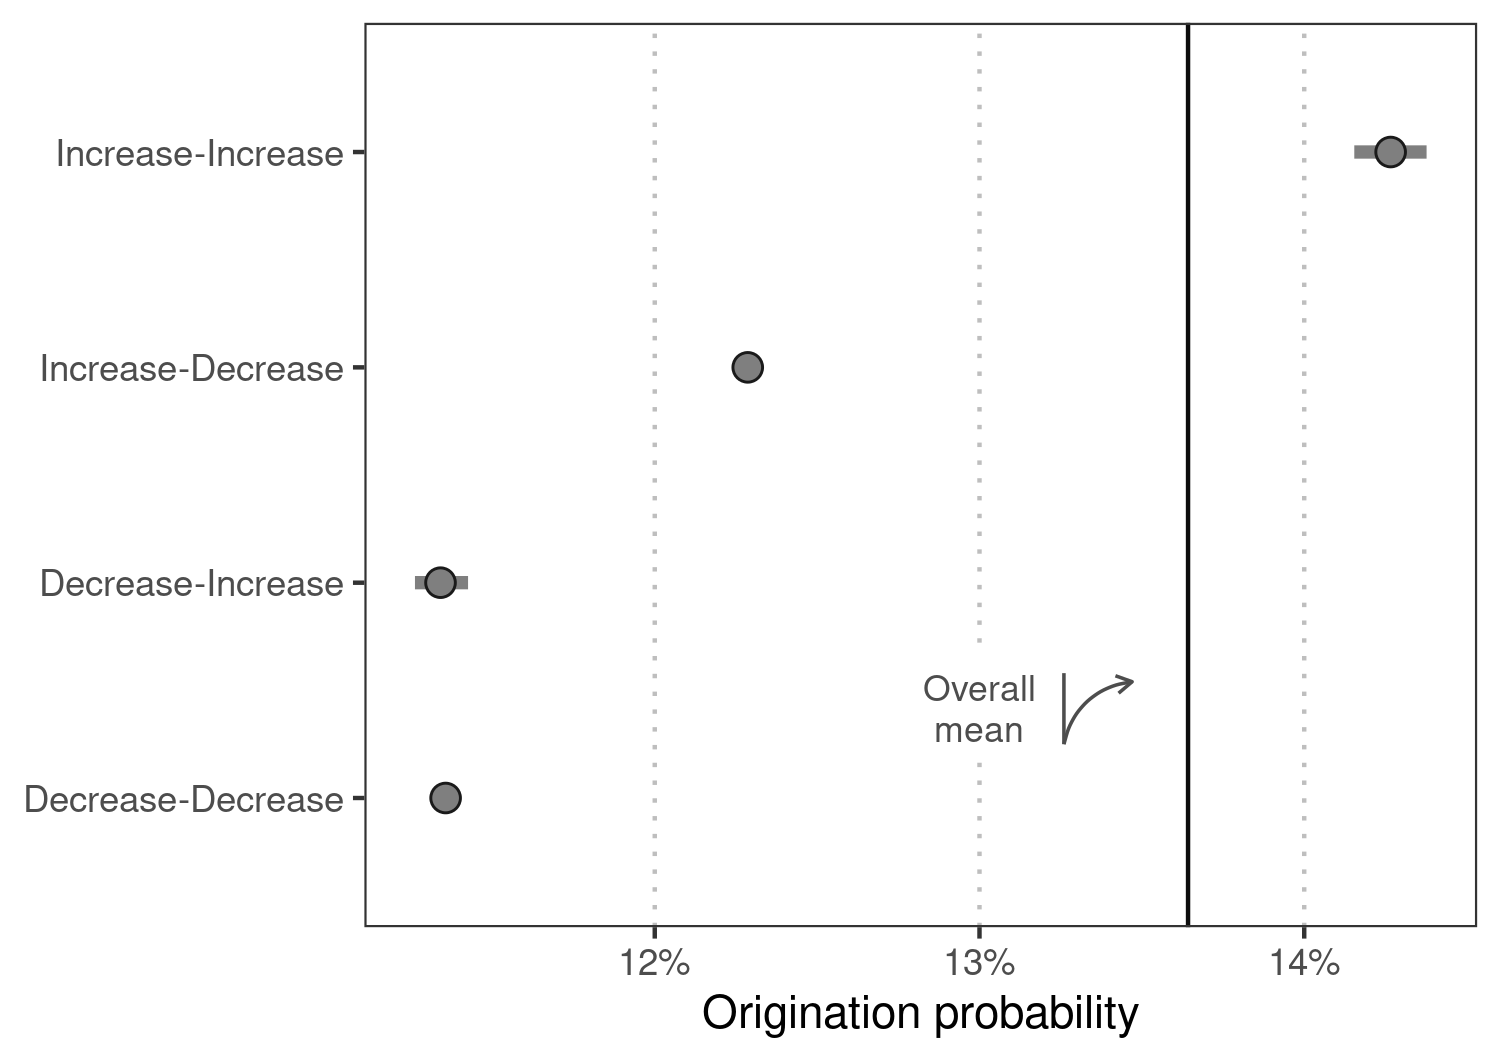 Increase-Increase
Increase-Decrease
Decrease-Increase
Overall
mean
Decrease-Decrease
12%
13%
14%
Origination probability